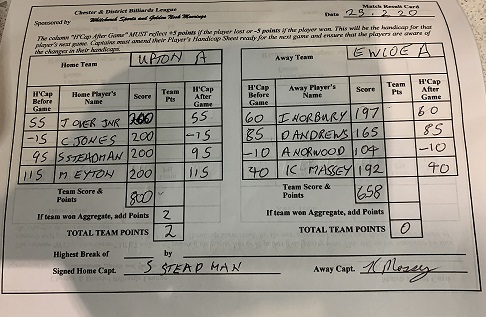 Chester & District Billiards League
Match Result Card
Sponsored by Whitehead Sports and Golden Rock Mornings
Date 25.2.20
The column "H'Cap After Game" MUST reflect +5 points if the player lost or -5 points if the player won. This will be the handicap for
player's next game. Captains must amend their Player's Handicap Sheet ready for the next game and ensure that the players are aware of
the changes in their handicaps.
Home Team UPTON A
Away Team EWLOE A
H'Cap Before Game Home Player's Name Score Team Pts H'Cap After Game
55 J OVER JNR 200 55
-15 C. JONES 200 -15
95 S STEADMAN 200 95
115 M EYTON 200 115
Team Score & Points 800
If team won Aggregate, add Points 2
TOTAL TEAM POINTS 2
H'Cap Before Game Away Player's Name Score Team Pts H'Cap After Game
60 I NORBURY 197 60
85 D ANDREWS 165 85
-10 A NORWOOD 104 -10
40 K MASSEY 192 40
Team Score & Points 658
If team won Aggregate, add Points
TOTAL TEAM POINTS 0
Highest Break of by
Signed Home Capt. S STEADMAN
Away Capt. K Massey